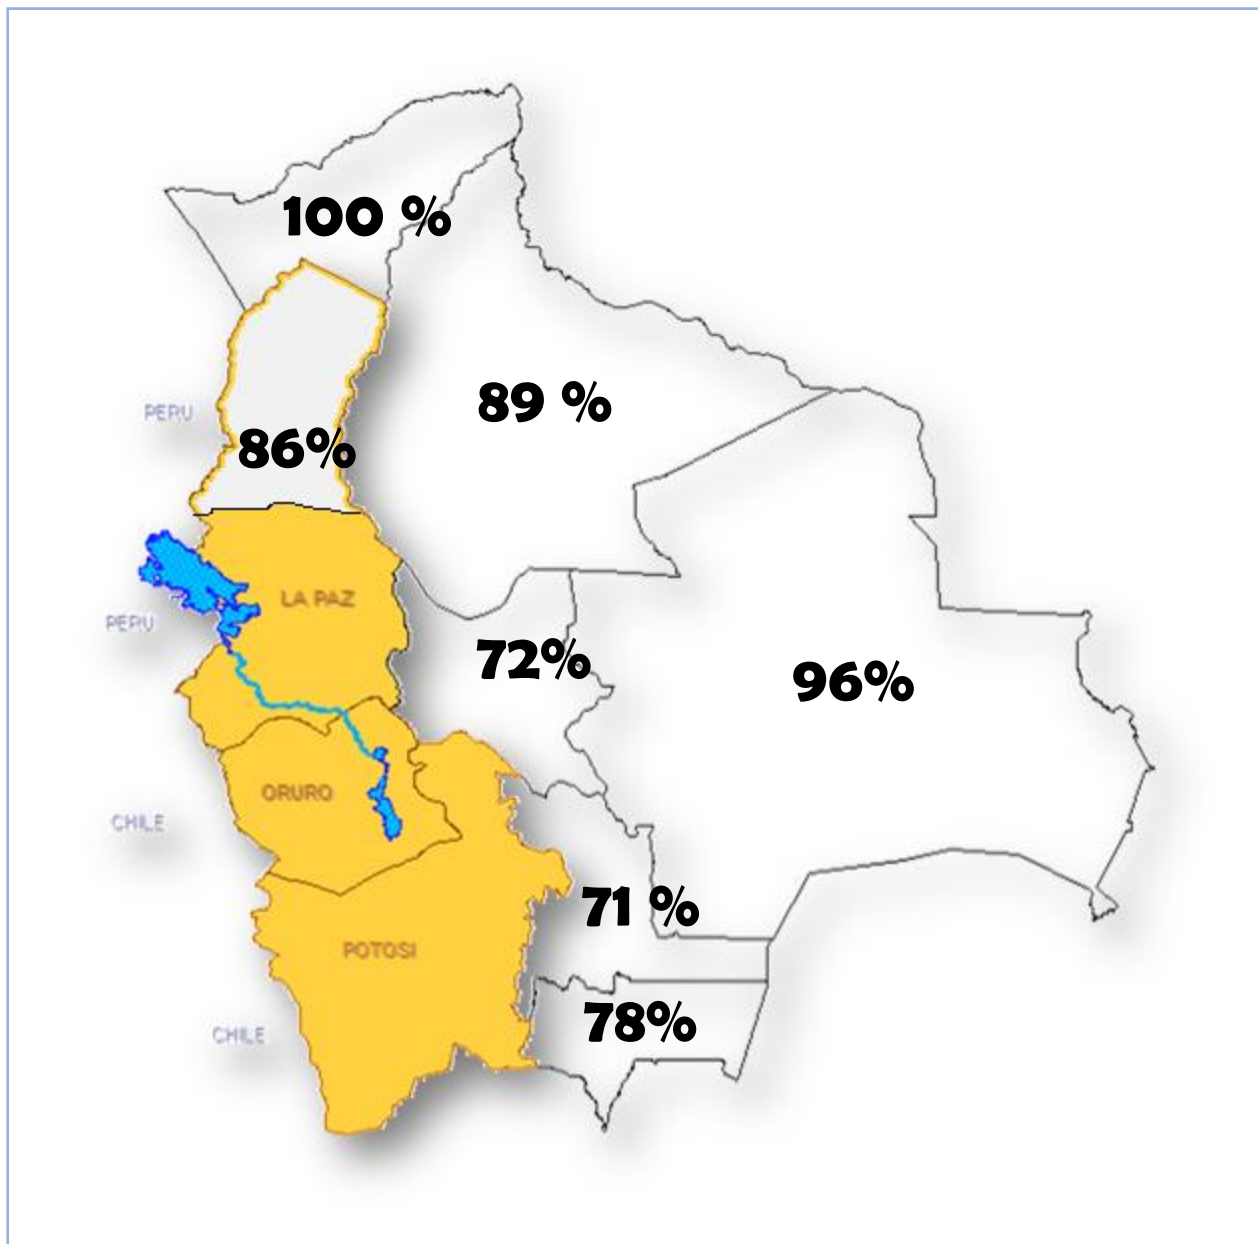 100 %
89 %
PERU
86%
LA PAZ
PERU
72%
96%
ORURO
CHILE
71 %
POTOSI
78%
CHILE